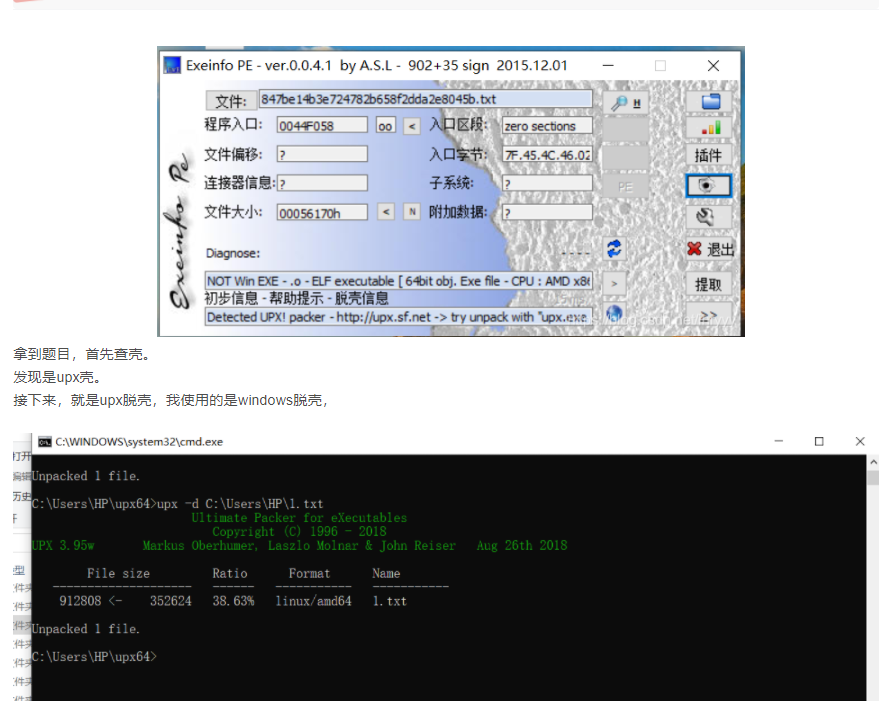 Exeinfo PE - ver.0.0.4.1 by A.S.L - 902+35 sign 2015.12.01
文件: 847be14b3e724782b658f2dda2e8045b.txt H
程序入口: 0044F058 oo < 入口区段: zero sections
文件偏移: ? 入口字节: 7F.45.4C.46.02 插件
连接器信息: ? 子系统: ? PE
文件大小: 00056170h < N 附加数据: ?
Exeinfo Pe
Diagnose: ---- 退出
NOT Win EXE - .o - ELF executable [ 64bit obj. Exe file - CPU : AMD x86 > 提取
初步信息 - 帮助提示 - 脱壳信息
Detected UPX! packer - http://upx.sf.net -> try unpack with "upx.exe >>
拿到题目，首先查壳。
发现是upx壳。
接下来，就是upx脱壳，我使用的是windows脱壳，
C:\WINDOWS\system32\cmd.exe
打开
编辑
Unpacked 1 file.
历史
C:\Users\HP\upx64>upx -d C:\Users\HP\1.txt
Ultimate Packer for eXecutables
Copyright (C) 1996 - 2018
UPX 3.95w Markus Oberhumer, Laszlo Molnar & John Reiser Aug 26th 2018
型
File size Ratio Format Name
-------------------- ------ ----------- -----------
912808 <- 352624 38.63% linux/amd64 1.txt
Unpacked 1 file.
C:\Users\HP\upx64>